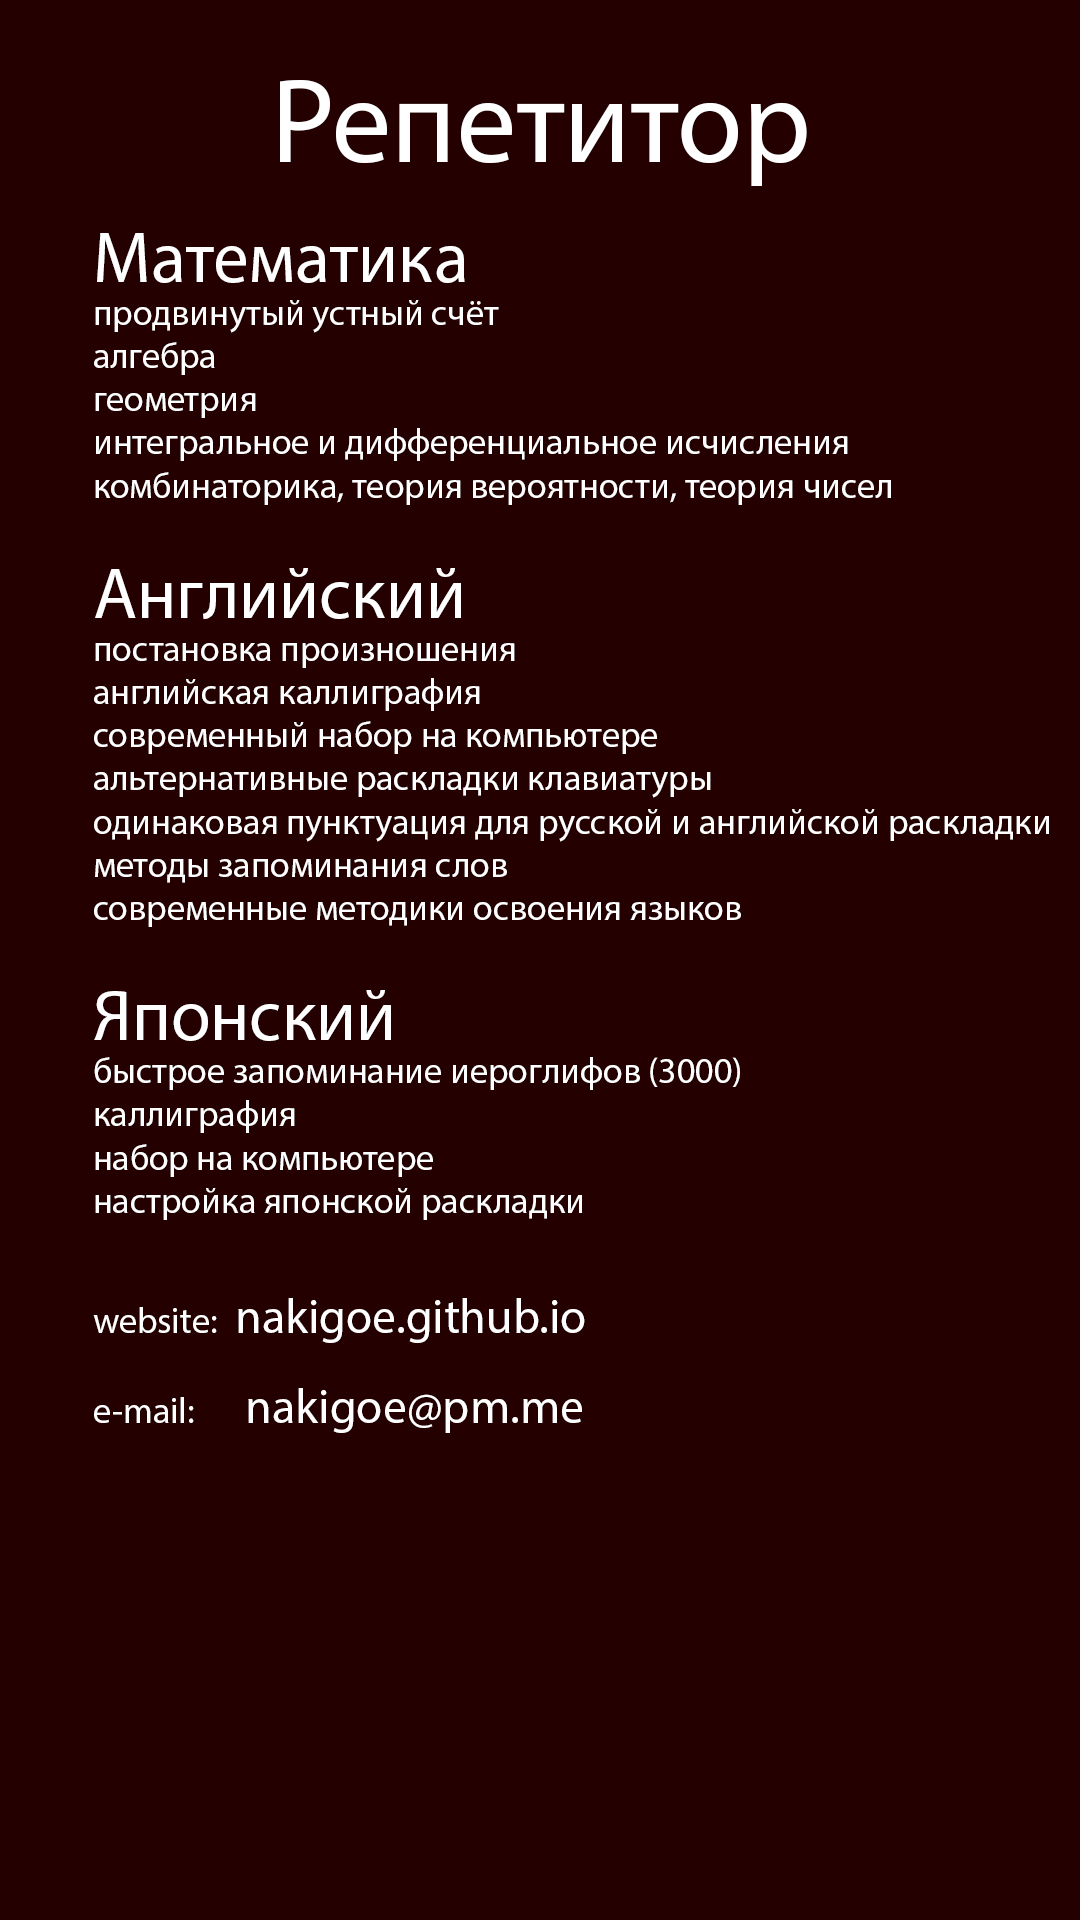 Репетитор
Математика
продвинутый устный счёт
алгебра
геометрия
интегральное и дифференциальное исчисления
комбинаторика, теория вероятности, теория чисел
Английский
постановка произношения
английская каллиграфия
современный набор на компьютере
альтернативные раскладки клавиатуры
одинаковая пунктуация для русской и английской раскладки
методы запоминания слов
современные методики освоения языков
Японский
быстрое запоминание иероглифов (3000)
каллиграфия
набор на компьютере
настройка японской раскладки
website: nakigoe.github.io
e-mail: nakigoe@pm.me